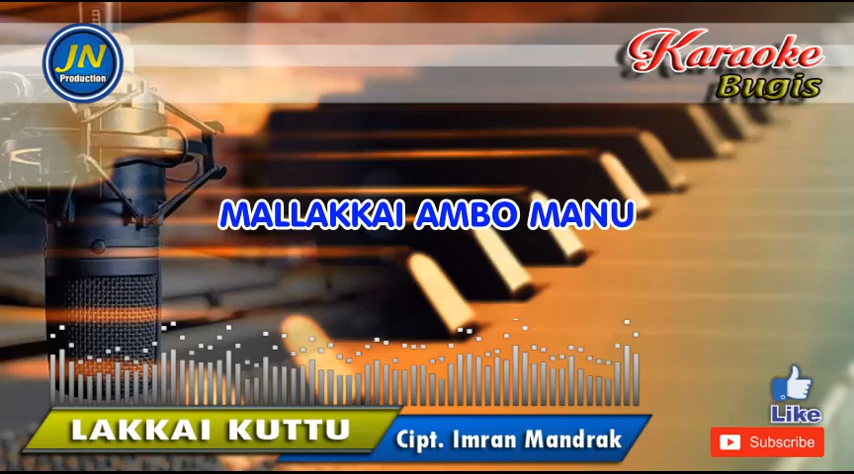 JN
Production
Karaoke
Bugis
MALLAKKAI AMBO MANU
LAKKAI KUTTU
Cipt. Imran Mandrak
Like
Subscribe